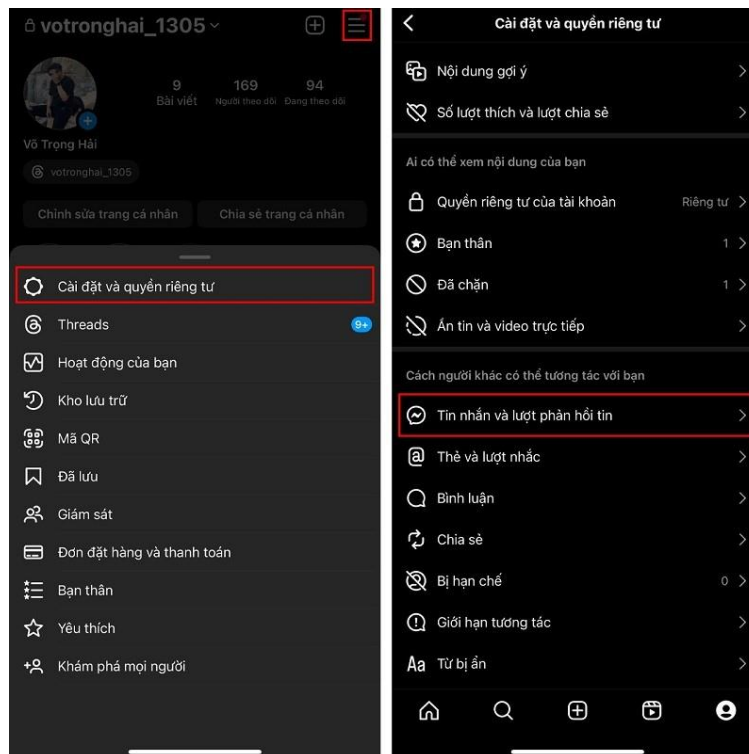 votronghai_1305
9
169
94
Bài viết
Người theo dõi
Đang theo dõi
Võ Trọng Hải
votronghai_1305
Chỉnh sửa trang cá nhân
Chia sẻ trang cá nhân
Cài đặt và quyền riêng tư
Threads
9+
Hoạt động của bạn
Kho lưu trữ
Mã QR
Đã lưu
Giám sát
Đơn đặt hàng và thanh toán
Bạn thân
Yêu thích
Khám phá mọi người
Cài đặt và quyền riêng tư
Nội dung gợi ý
Số lượt thích và lượt chia sẻ
Ai có thể xem nội dung của bạn
Quyền riêng tư của tài khoản Riêng tư
Bạn thân 1
Đã chặn 1
Ẩn tin và video trực tiếp
Cách người khác có thể tương tác với bạn
Tin nhắn và lượt phản hồi tin
Thẻ và lượt nhắc
Bình luận
Chia sẻ
Bị hạn chế 0
Giới hạn tương tác
Aa Từ bị ẩn